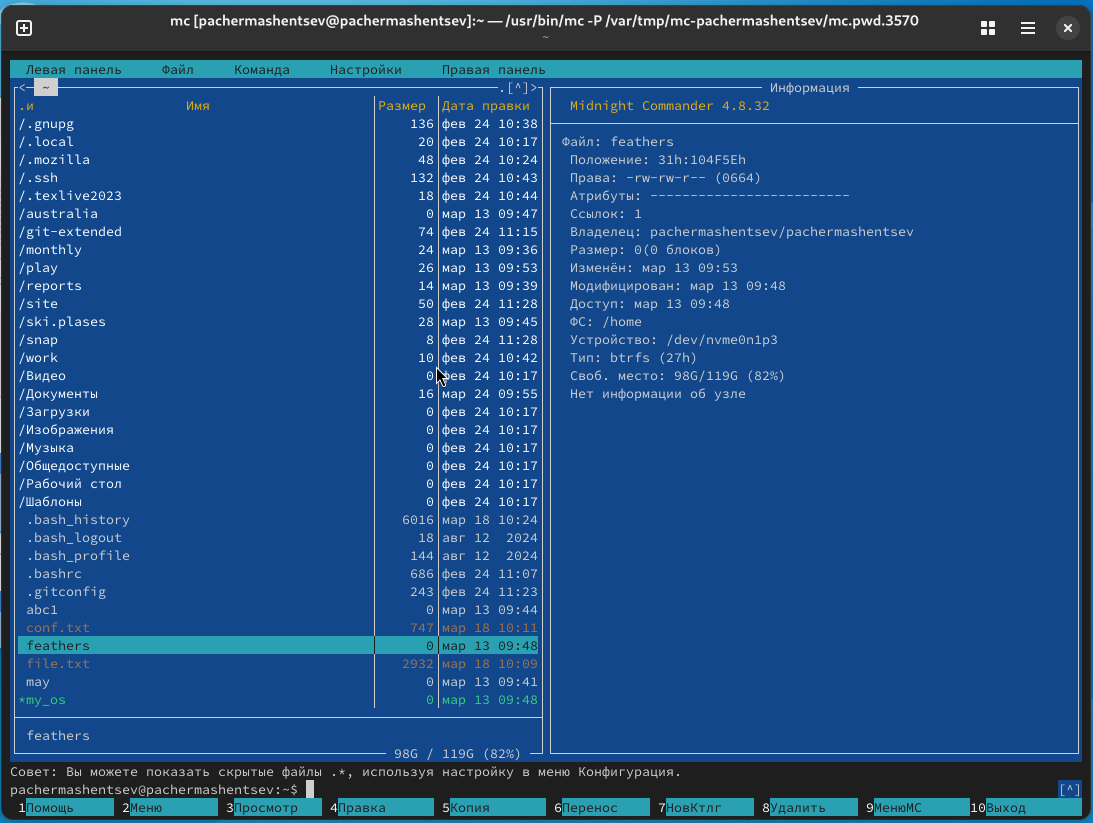 mc [pachermashentsev@pachermashentsev]:~ — /usr/bin/mc -P /var/tmp/mc-pachermashentsev/mc.pwd.3570
~
Левая панель Файл Команда Настройки Правая панель
<─ ~ .[^]>
.и Имя Размер Дата правки
/.gnupg 136 фев 24 10:38
/.local 20 фев 24 10:17
/.mozilla 48 фев 24 10:24
/.ssh 132 фев 24 10:43
/.texlive2023 18 фев 24 10:44
/australia 0 мар 13 09:47
/git-extended 74 фев 24 11:15
/monthly 24 мар 13 09:36
/play 26 мар 13 09:53
/reports 14 мар 13 09:39
/site 50 фев 24 11:28
/ski.plases 28 мар 13 09:45
/snap 8 фев 24 11:28
/work 10 фев 24 10:42
/Видео 0 фев 24 10:17
/Документы 16 мар 24 09:55
/Загрузки 0 фев 24 10:17
/Изображения 0 фев 24 10:17
/Музыка 0 фев 24 10:17
/Общедоступные 0 фев 24 10:17
/Рабочий стол 0 фев 24 10:17
/Шаблоны 0 фев 24 10:17
.bash_history 6016 мар 18 10:24
.bash_logout 18 авг 12 2024
.bash_profile 144 авг 12 2024
.bashrc 686 фев 24 11:07
.gitconfig 243 фев 24 11:23
abc1 0 мар 13 09:44
conf.txt 747 мар 18 10:11
feathers 0 мар 13 09:48
file.txt 2932 мар 18 10:09
may 0 мар 13 09:41
*my_os 0 мар 13 09:48
feathers
98G / 119G (82%)
Информация
Midnight Commander 4.8.32
Файл: feathers
Положение: 31h:104F5Eh
Права: -rw-rw-r-- (0664)
Атрибуты: -------------------------
Ссылок: 1
Владелец: pachermashentsev/pachermashentsev
Размер: 0(0 блоков)
Изменён: мар 13 09:53
Модифицирован: мар 13 09:48
Доступ: мар 13 09:48
ФС: /home
Устройство: /dev/nvme0n1p3
Тип: btrfs (27h)
Своб. место: 98G/119G (82%)
Нет информации об узле
Совет: Вы можете показать скрытые файлы .*, используя настройку в меню Конфигурация.
pachermashentsev@pachermashentsev:~$ [^]
1Помощь 2Меню 3Просмотр 4Правка 5Копия 6Перенос 7НовКтлг 8Удалить 9МенюМС 10Выход